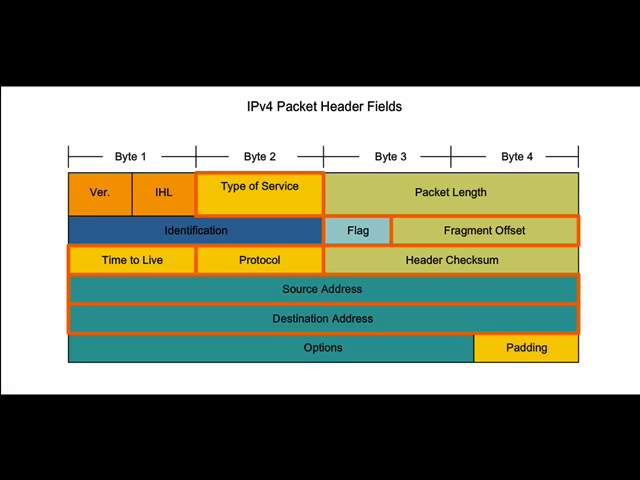 IPv4 Packet Header Fields
Byte 1 Byte 2 Byte 3 Byte 4
Ver. IHL Type of Service Packet Length
Identification Flag Fragment Offset
Time to Live Protocol Header Checksum
Source Address
Destination Address
Options Padding